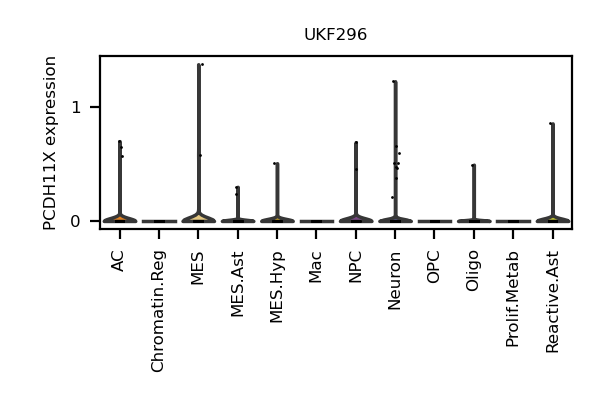 UKF296
PCDH11X expression
1
0
AC
Chromatin.Reg
MES
MES.Ast
MES.Hyp
Mac
NPC
Neuron
OPC
Oligo
Prolif.Metab
Reactive.Ast